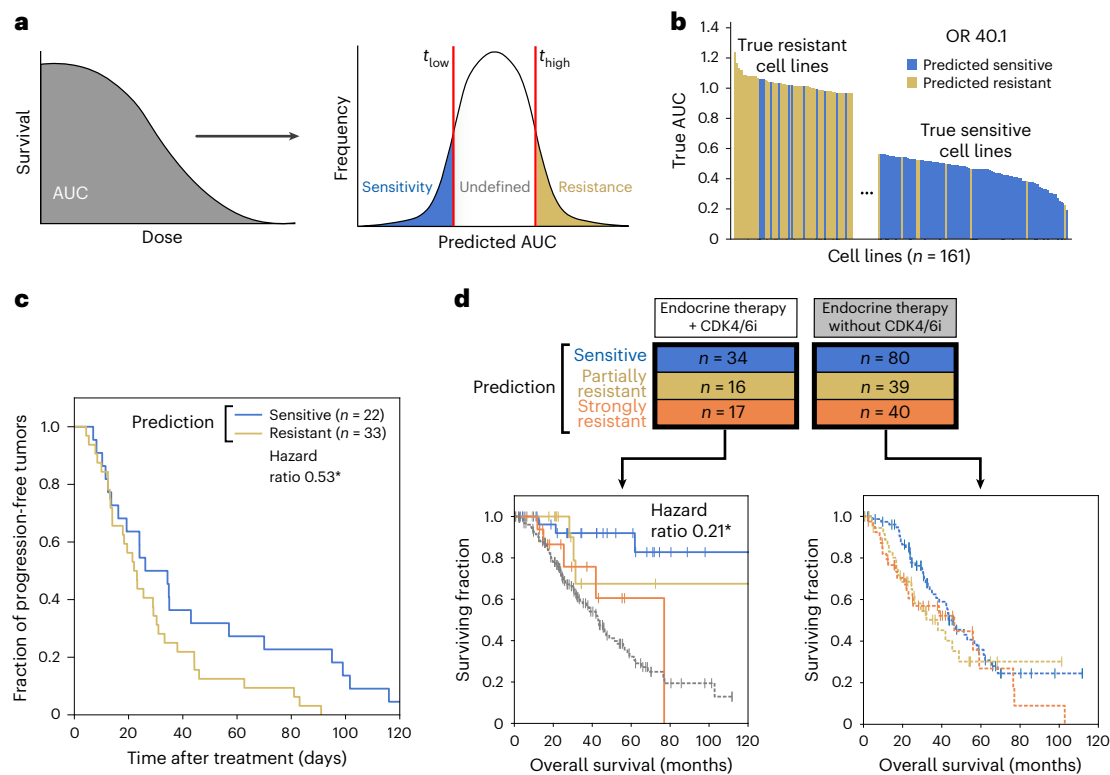 a
Survival
AUC
Dose
Frequency
t low
t high
Sensitivity
Undefined
Resistance
Predicted AUC
b
True AUC
1.4
1.2
1.0
0.8
0.6
0.4
0.2
0
True resistant
cell lines
OR 40.1
Predicted sensitive
Predicted resistant
True sensitive
cell lines
...
Cell lines (n = 161)
c
Fraction of progression-free tumors
1.0
0.8
0.6
0.4
0.2
0
Prediction
Sensitive (n = 22)
Resistant (n = 33)
Hazard
ratio 0.53*
0 20 40 60 80 100 120
Time after treatment (days)
d
Endocrine therapy
+ CDK4/6i
Endocrine therapy
without CDK4/6i
Prediction
Sensitive
Partially
resistant
Strongly
resistant
n = 34
n = 16
n = 17
n = 80
n = 39
n = 40
Surviving fraction
1.0
0.8
0.6
0.4
0.2
0
Hazard
ratio 0.21*
0 20 40 60 80 100 120
Overall survival (months)
Surviving fraction
1.0
0.8
0.6
0.4
0.2
0
0 20 40 60 80 100 120
Overall survival (months)